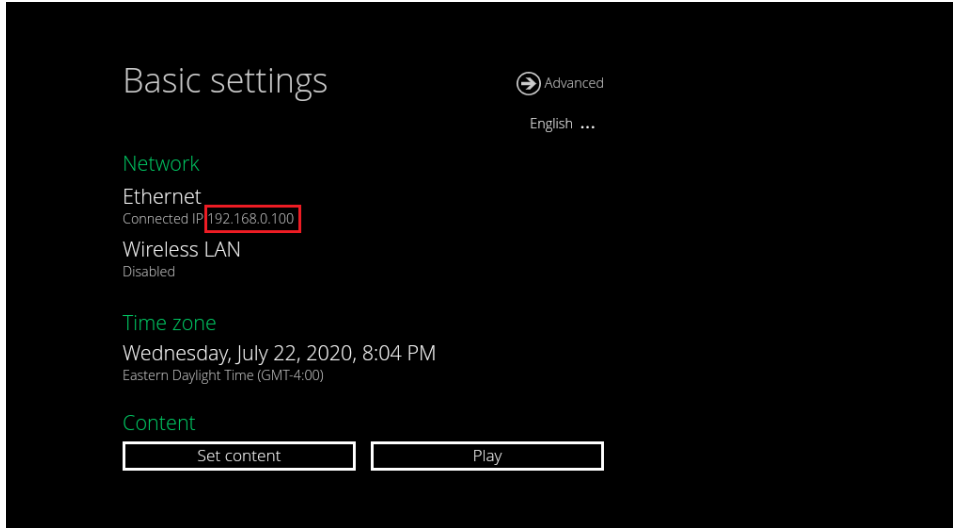 Basic settings
Advanced
English ...
Network
Ethernet
Connected IP 192.168.0.100
Wireless LAN
Disabled
Time zone
Wednesday, July 22, 2020, 8:04 PM
Eastern Daylight Time (GMT-4:00)
Content
Set content
Play